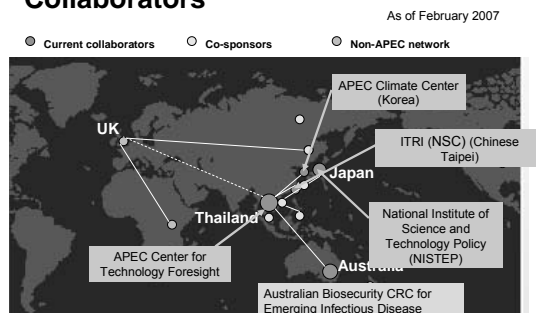 Collaborators
As of February 2007
Current collaborators
Co-sponsors
Non-APEC network
APEC Climate Center
(Korea)
UK
ITRI (NSC) (Chinese
Taipei)
Japan
Thailand
National Institute of
Science and
Technology Policy
(NISTEP)
APEC Center for
Technology Foresight
Australia
Australian Biosecurity CRC for
Emerging Infectious Disease